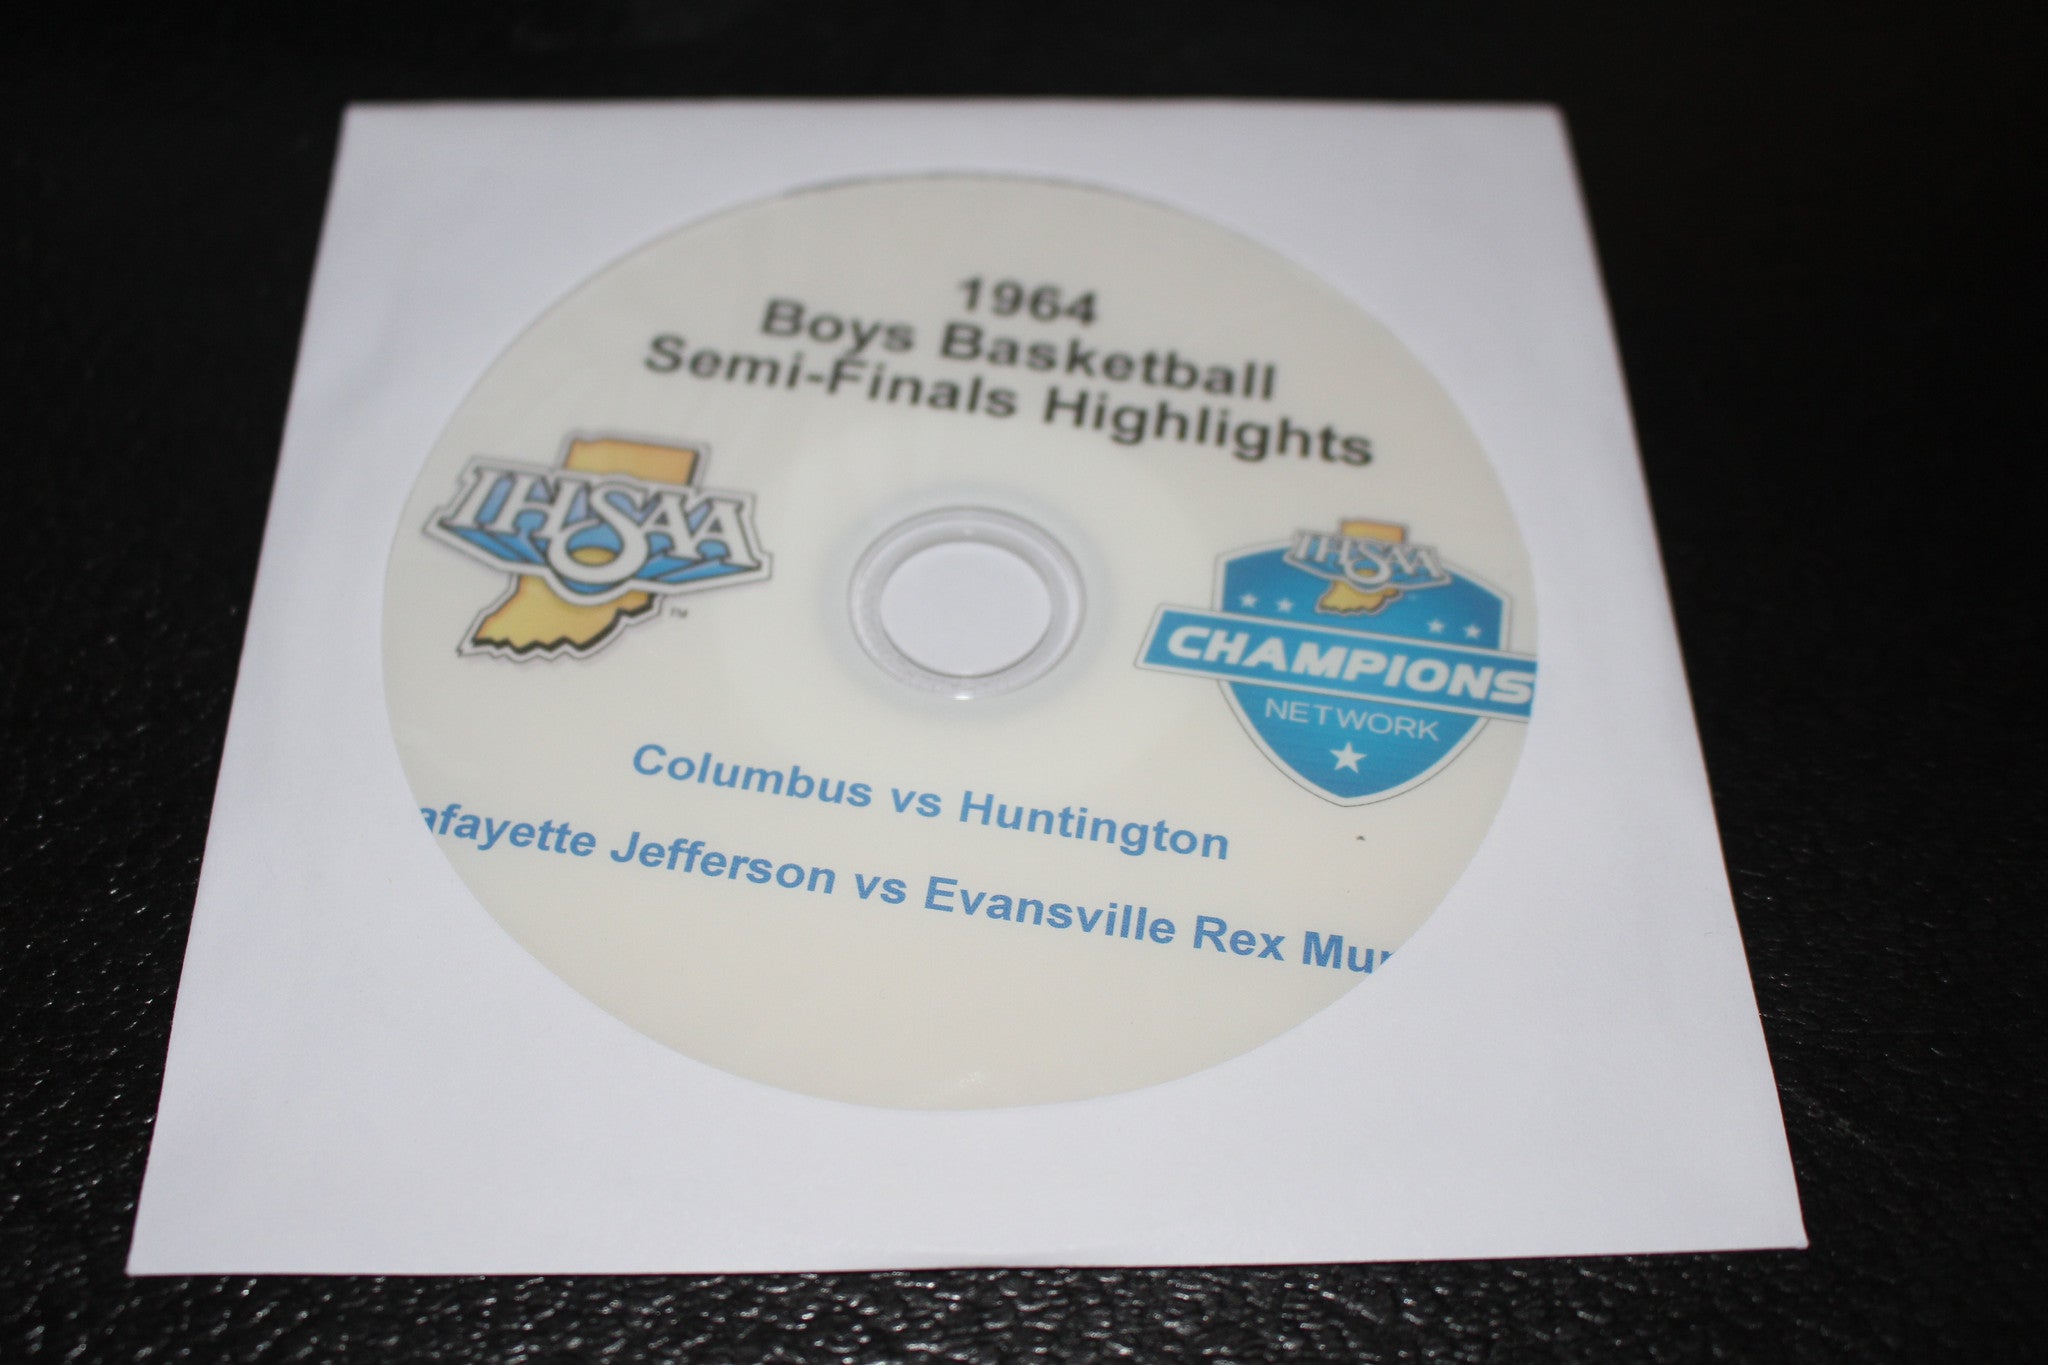 1964
Boys Basketball
Semi-Finals Highlights
IHSAA
TM
IHSAA
CHAMPIONS
NETWORK
Columbus vs Huntington
afayette Jefferson vs Evansville Rex Mu